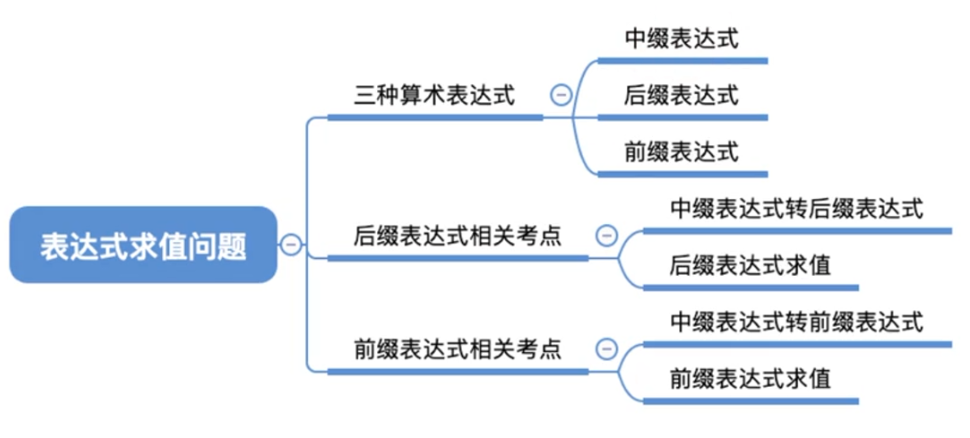 表达式求值问题
三种算术表达式
中缀表达式
后缀表达式
前缀表达式
后缀表达式相关考点
中缀表达式转后缀表达式
后缀表达式求值
前缀表达式相关考点
中缀表达式转前缀表达式
前缀表达式求值